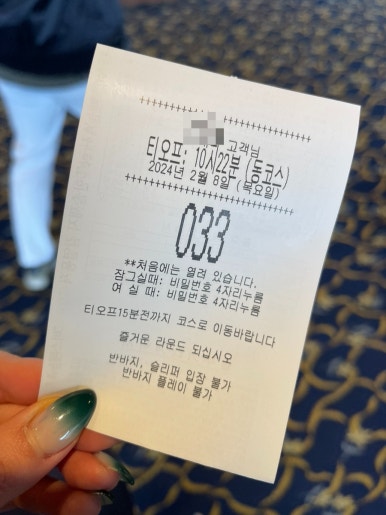 ++++++++++++++++++++++++++++++
고객님
티오프: 10시22부 (동코스)
2024년 2월 8일 (목요일)
++++++++++++++++++++++++++++++
033
**처음에는 열려 있습니다.
잠그실때: 비밀번호 4자리누름
여 실 때: 비밀번호 4자리누름
티오프15분전까지 코스로 이동바랍니다
즐거운 라운드 되십시오
반바지, 슬리퍼 입장 불가
반바지 플레이 불가